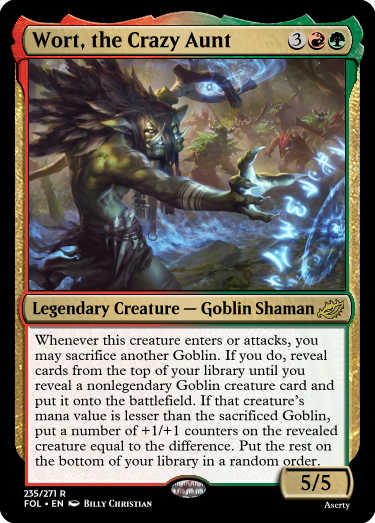 Wort, the Crazy Aunt 3
Legendary Creature — Goblin Shaman
Whenever this creature enters or attacks, you
may sacrifice another Goblin. If you do, reveal
cards from the top of your library until you
reveal a nonlegendary Goblin creature card and
put it onto the battlefield. If that creature's
mana value is lesser than the sacrificed Goblin,
put a number of +1/+1 counters on the revealed
creature equal to the difference. Put the rest on
the bottom of your library in a random order.
5/5
235/271 R
FOL • EN Billy Christian
Aserty